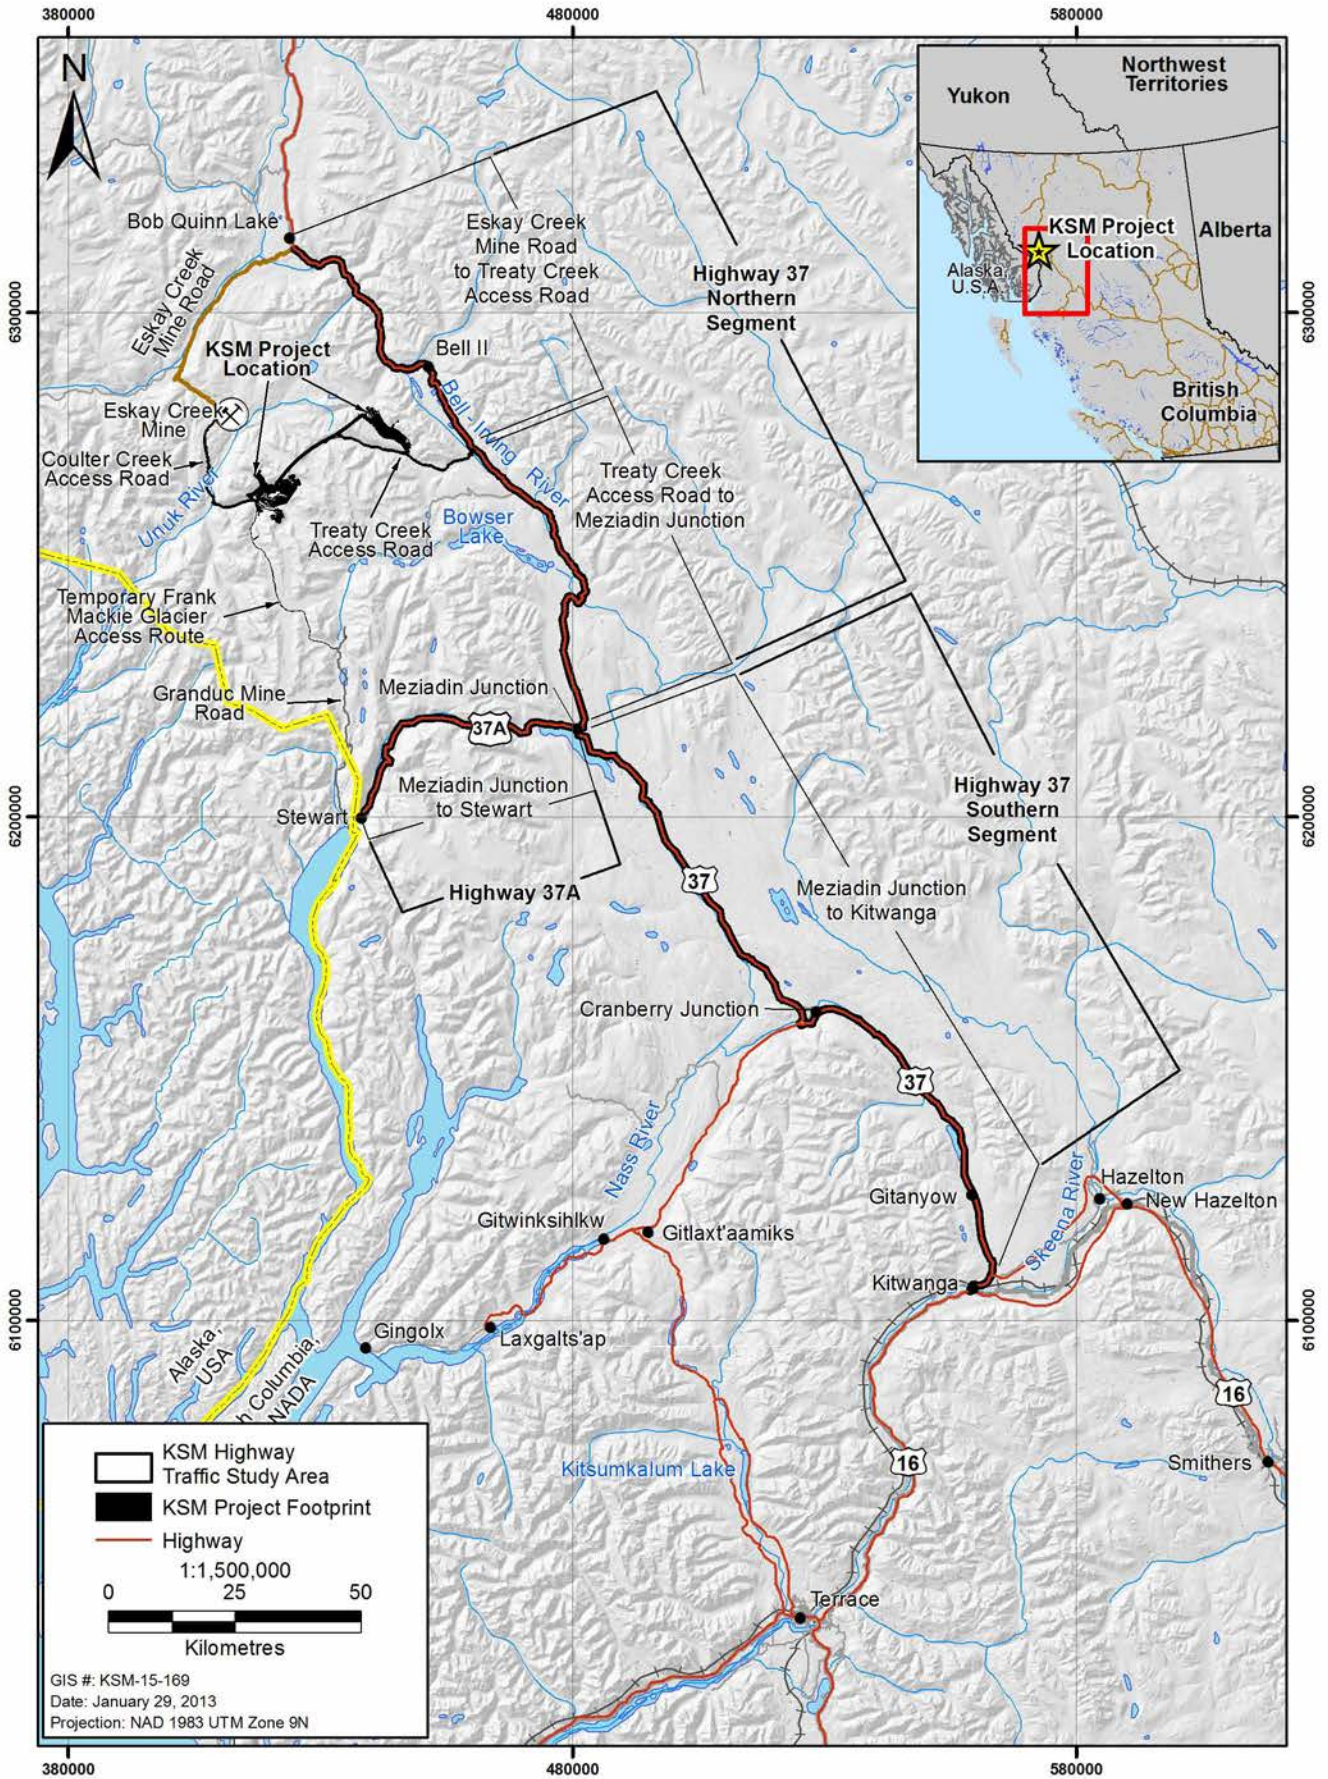 380000
480000
580000
N
Yukon
Northwest
Territories
Alberta
KSM Project
Location
Alaska,
U.S.A.
British
Columbia
Bob Quinn Lake
Eskay Creek
Mine Road
Eskay Creek
Mine Road
to Treaty Creek
Access Road
Highway 37
Northern
Segment
6300000
6300000
KSM Project
Location
Bell II
Bell Irving River
Eskay Creek
Mine
Coulter Creek
Access Road
Unuk River
Treaty Creek
Access Road
Bowser
Lake
Treaty Creek
Access Road to
Meziadin Junction
Temporary Frank
Mackie Glacier
Access Route
Granduc Mine
Road
Meziadin Junction
37A
Meziadin Junction
to Stewart
Stewart
Highway 37A
Highway 37
Southern
Segment
6200000
6200000
37
Meziadin Junction
to Kitwanga
Cranberry Junction
37
Nass River
Gitanyow
Skeena River
Hazelton
New Hazelton
Gitwinksihlkw
Gitlaxt'aamiks
Kitwanga
6100000
6100000
Gingolx
Laxgalts'ap
Alaska,
USA
h Columbia,
NADA
16
16
Smithers
Kitsumkalum Lake
Terrace
KSM Highway
Traffic Study Area
KSM Project Footprint
Highway
1:1,500,000
0 25 50
Kilometres
GIS #: KSM-15-169
Date: January 29, 2013
Projection: NAD 1983 UTM Zone 9N
380000
480000
580000